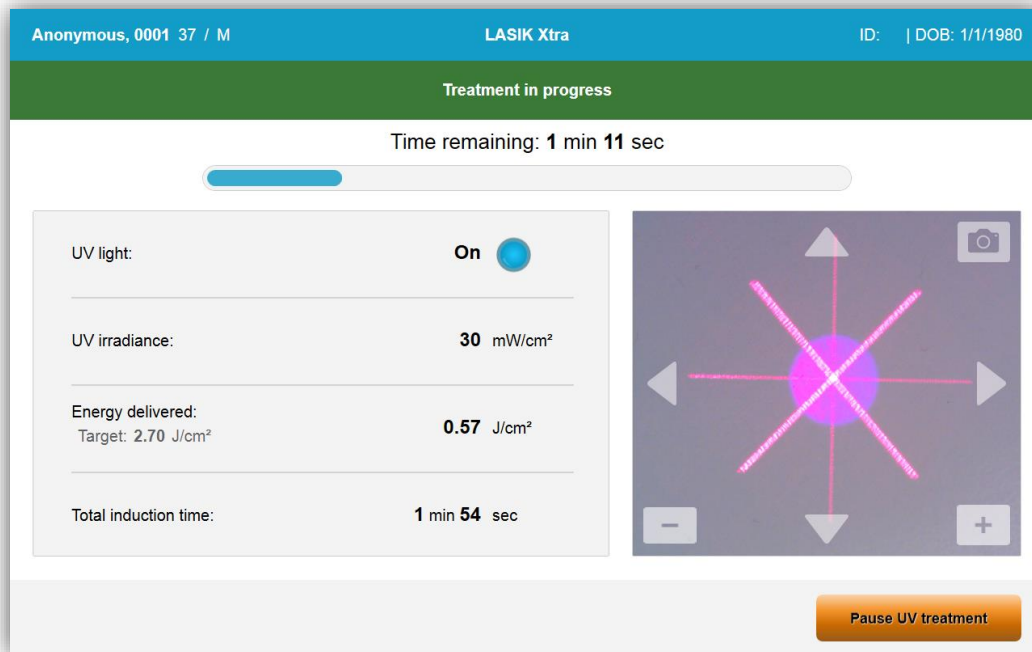 Anonymous, 0001 37 / M LASIK Xtra ID: | DOB: 1/1/1980
Treatment in progress
Time remaining: 1 min 11 sec
UV light: On
UV irradiance: 30 mW/cm²
Energy delivered:
Target: 2.70 J/cm² 0.57 J/cm²
Total induction time: 1 min 54 sec
− +
Pause UV treatment